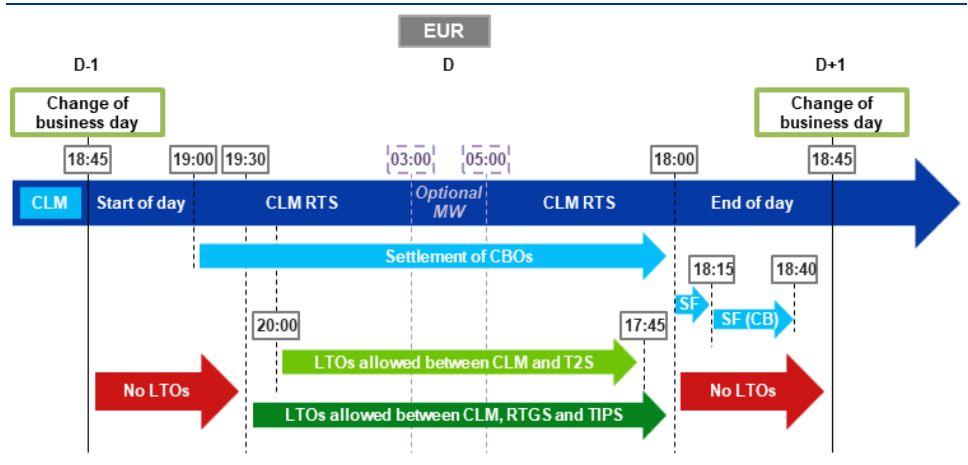 EUR
D-1
D
D+1
Change of
business day
Change of
business day
18:45
19:00
19:30
03:00
05:00
18:00
18:45
CLM
Start of day
CLM RTS
Optional
MW
CLM RTS
End of day
Settlement of CBOs
18:15
18:40
SF
SF (CB)
20:00
17:45
LTOs allowed between CLM and T2S
No LTOs
No LTOs
LTOs allowed between CLM, RTGS and TIPS